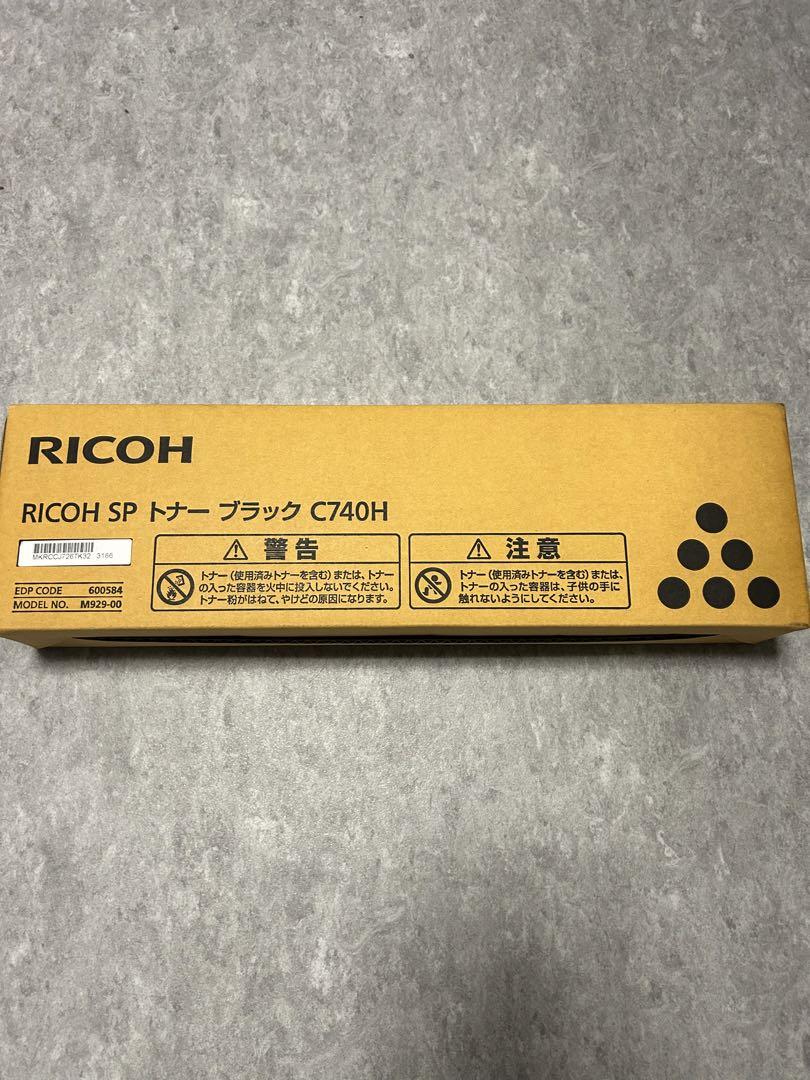 RICOH
RICOH SP トナー ブラック C740H
MKRCCJ726TK32 3166
EDP CODE 600584
MODEL NO. M929-00
警告
トナー(使用済みトナーを含む)または、トナー
の入った容器を火中に投入しないでください。
トナー粉がはねて、やけどの原因になります。
注意
トナー(使用済みトナーを含む)または、
トナーの入った容器は、子供の手に
触れないようにしてください。